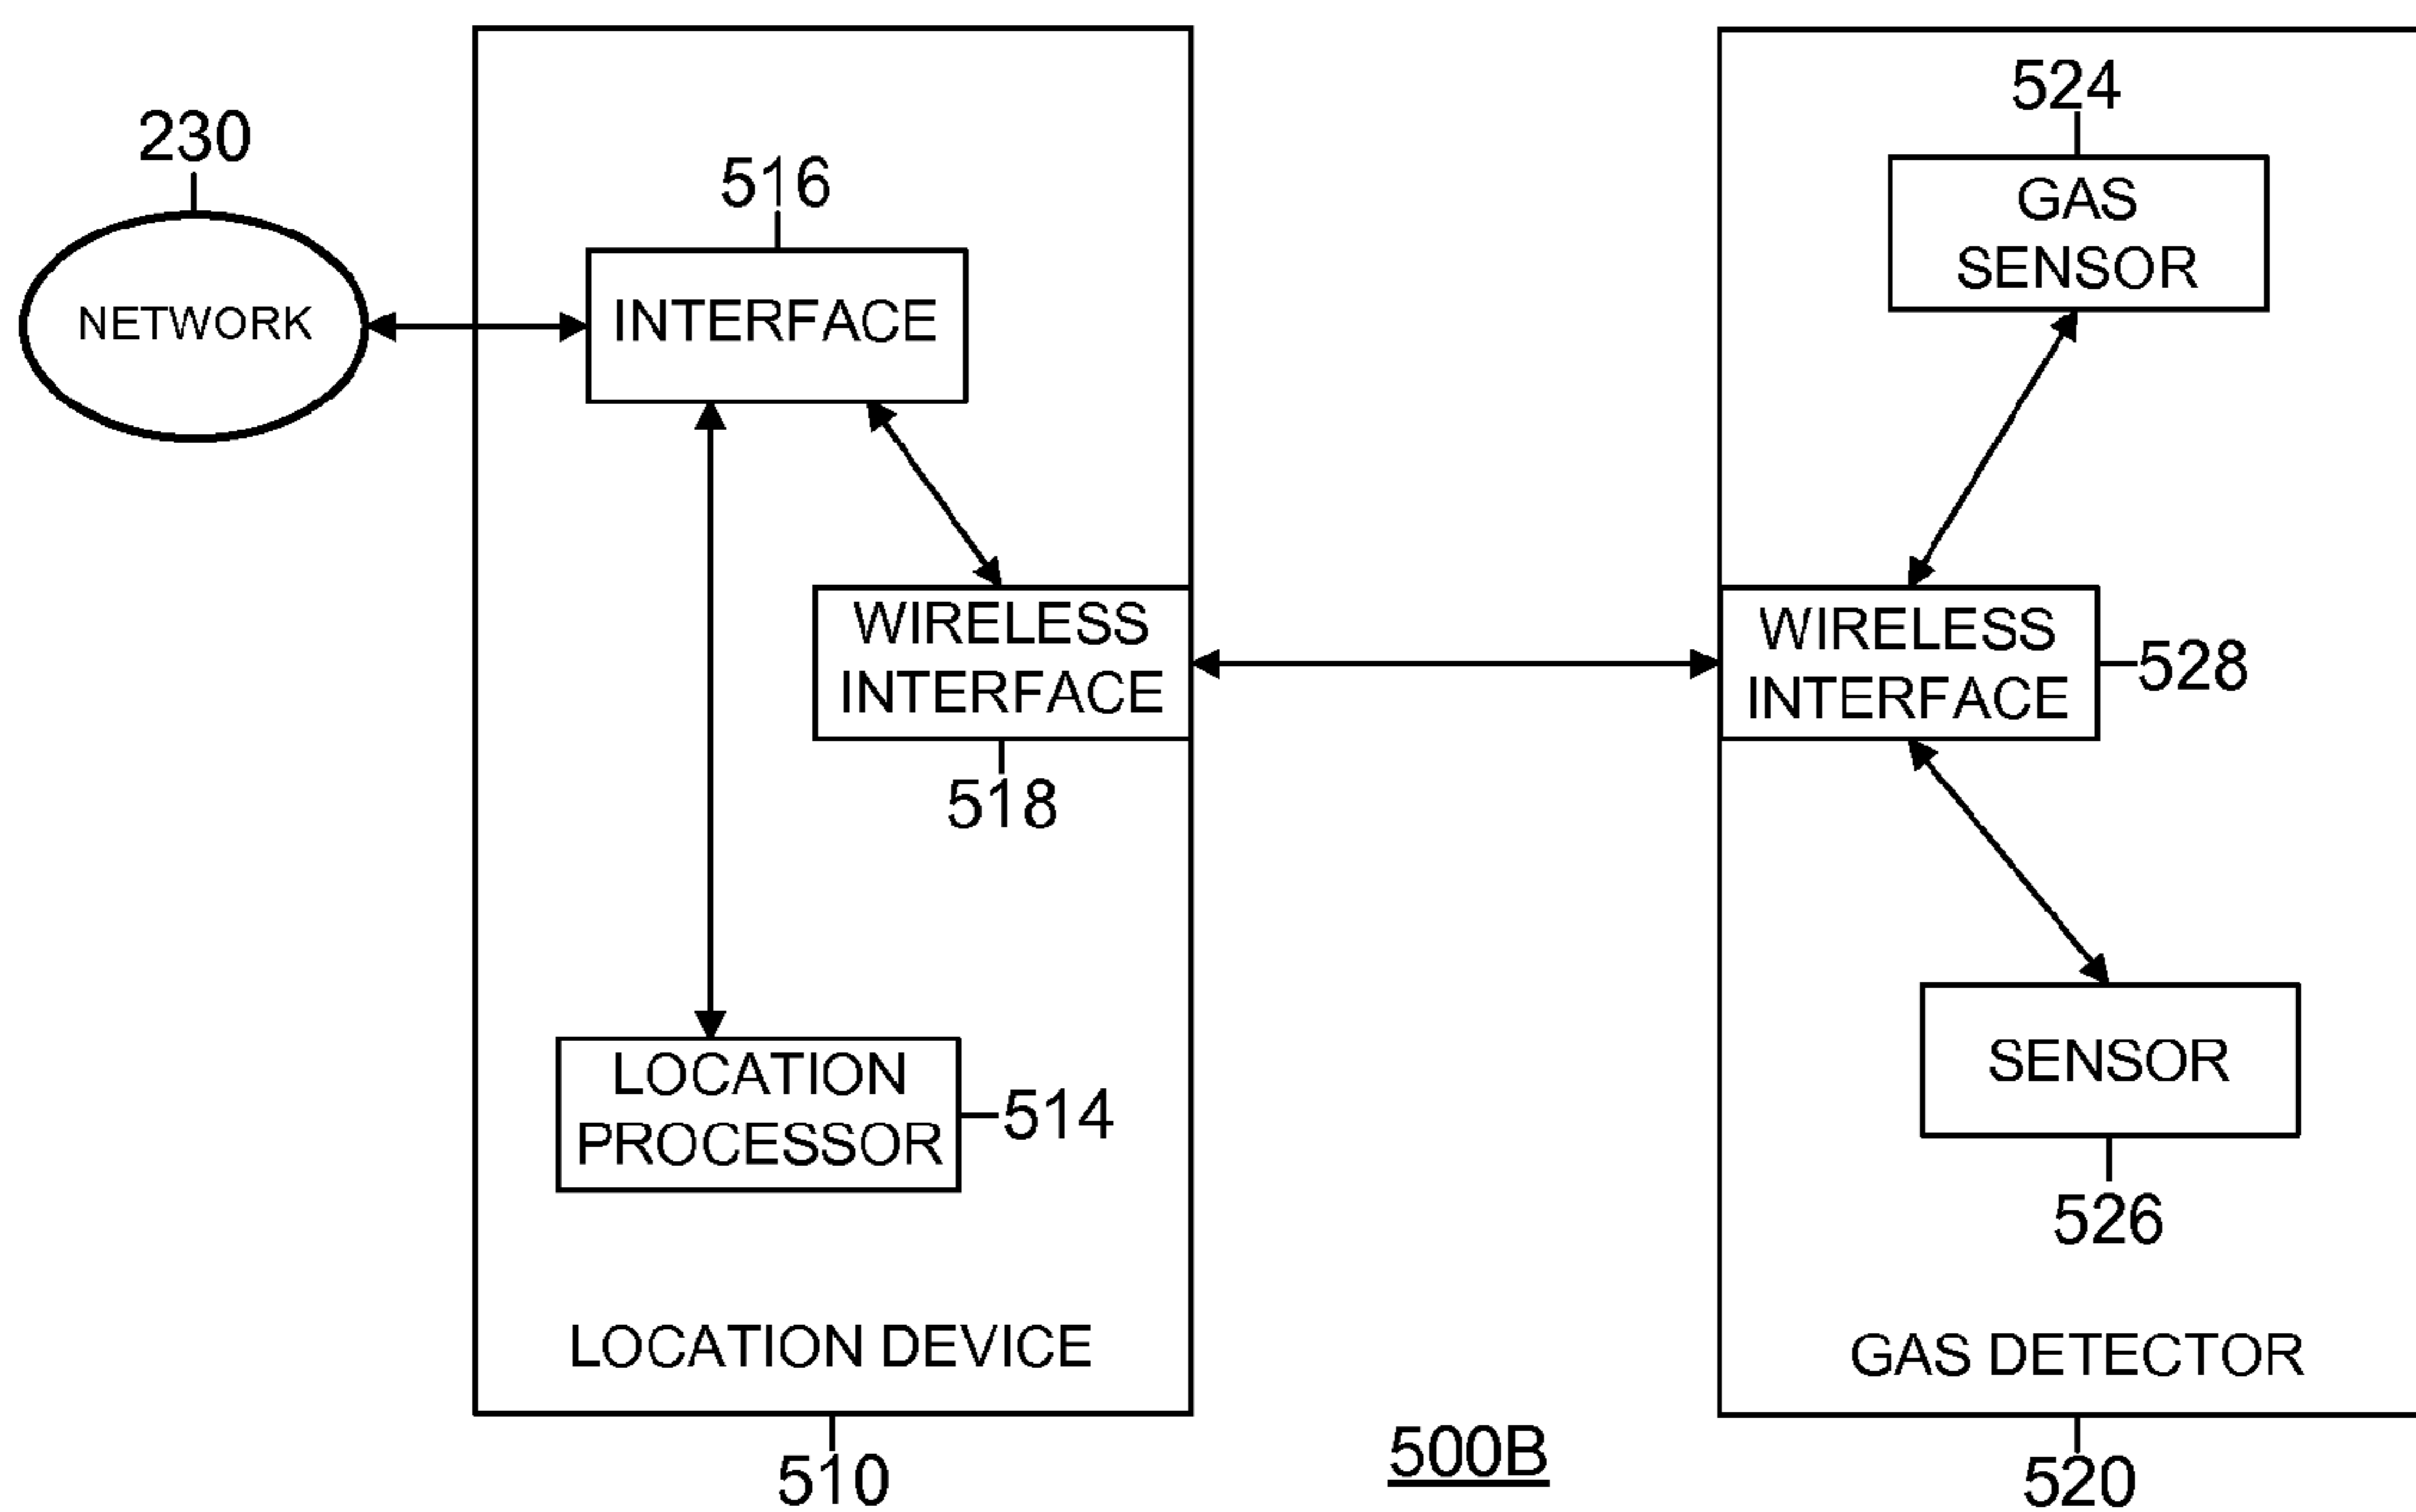 230
NETWORK
516
INTERFACE
WIRELESS
INTERFACE
518
LOCATION
PROCESSOR
514
LOCATION DEVICE
510
500B
524
GAS
SENSOR
WIRELESS
INTERFACE
528
SENSOR
526
GAS DETECTOR
520